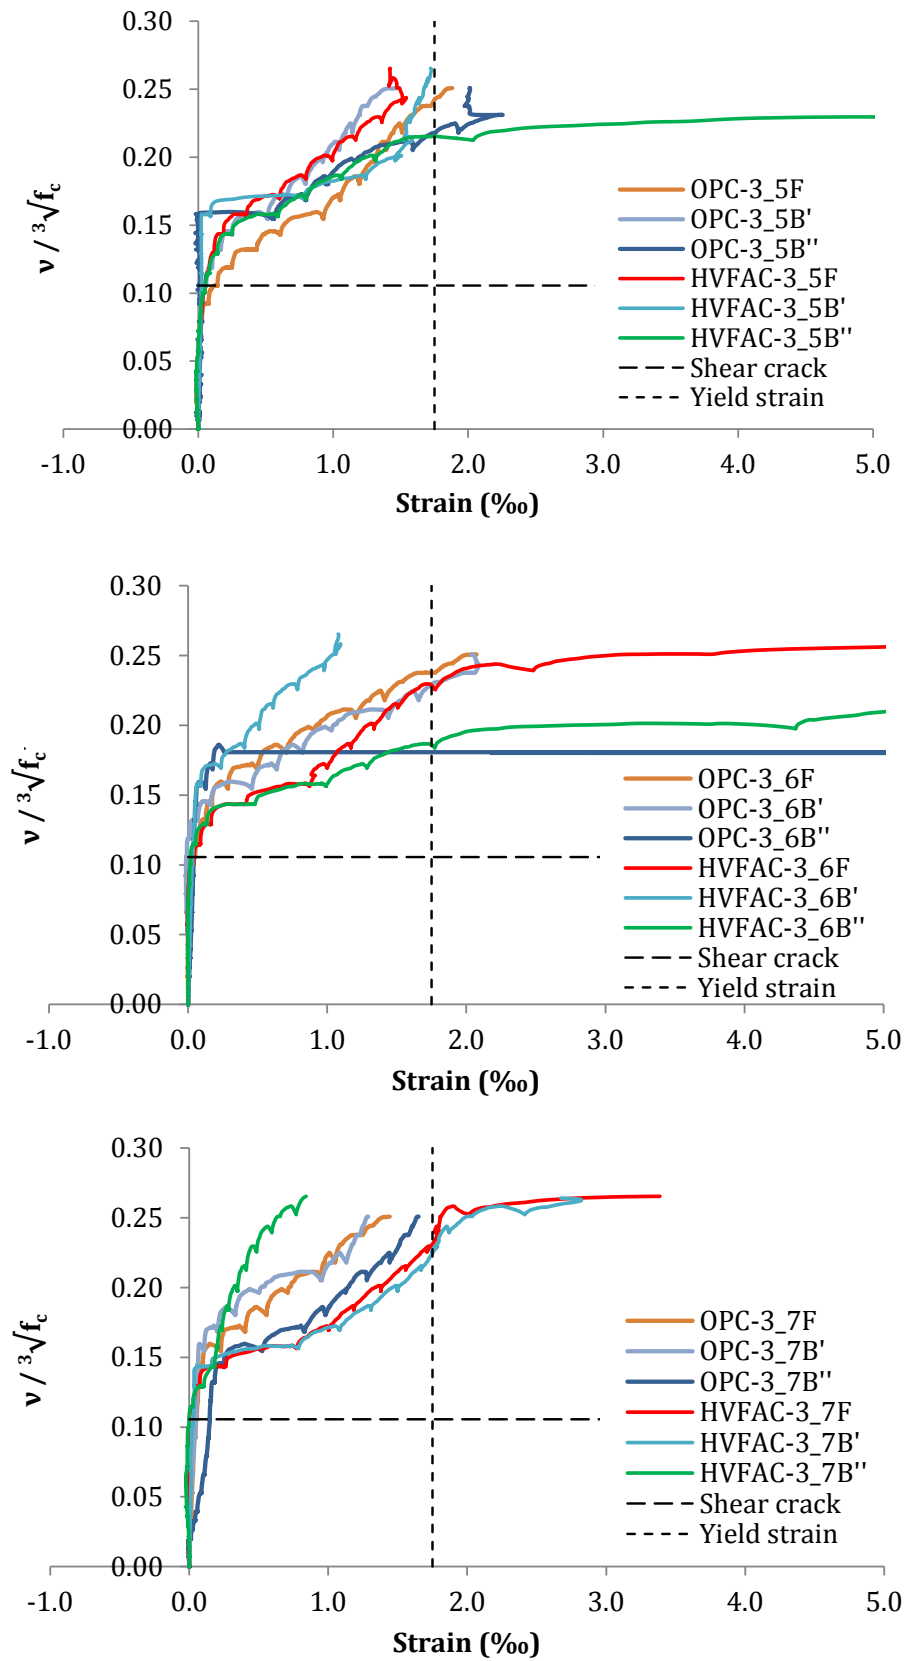 0.30
0.25
0.20
0.15
0.10
0.05
0.00
ν / ³√f_c
-1.0 0.0 1.0 2.0 3.0 4.0 5.0
Strain (‰)
OPC-3_5F
OPC-3_5B'
OPC-3_5B''
HVFAC-3_5F
HVFAC-3_5B'
HVFAC-3_5B''
Shear crack
Yield strain
0.30
0.25
0.20
0.15
0.10
0.05
0.00
ν / ³√f_c
-1.0 0.0 1.0 2.0 3.0 4.0 5.0
Strain (‰)
OPC-3_6F
OPC-3_6B'
OPC-3_6B''
HVFAC-3_6F
HVFAC-3_6B'
HVFAC-3_6B''
Shear crack
Yield strain
0.30
0.25
0.20
0.15
0.10
0.05
0.00
ν / ³√f_c
-1.0 0.0 1.0 2.0 3.0 4.0 5.0
Strain (‰)
OPC-3_7F
OPC-3_7B'
OPC-3_7B''
HVFAC-3_7F
HVFAC-3_7B'
HVFAC-3_7B''
Shear crack
Yield strain